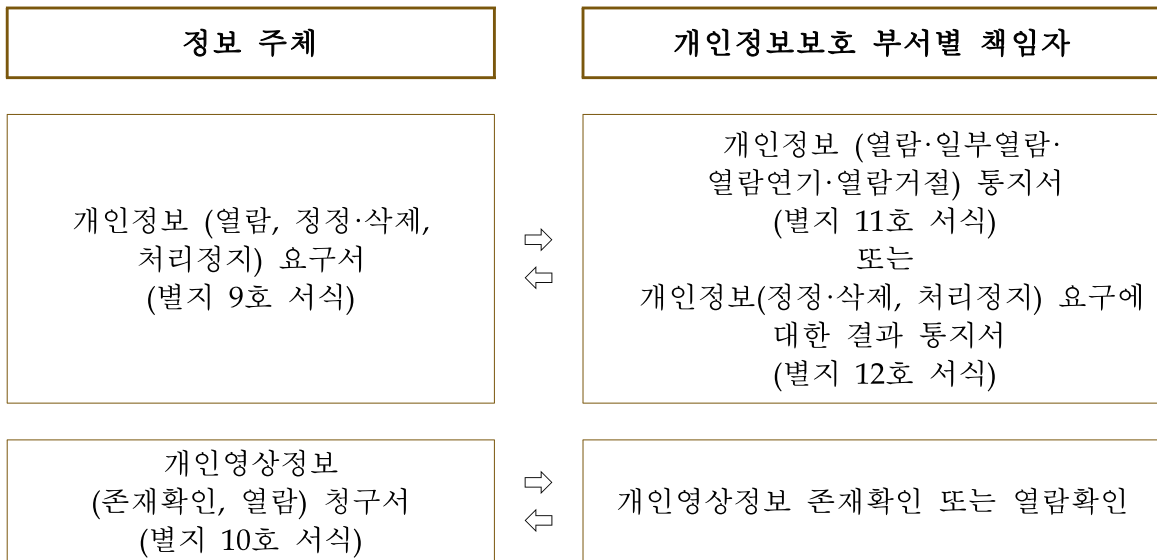 정보 주체
개인정보보호 부서별 책임자
개인정보 (열람, 정정·삭제,
처리정지) 요구서
(별지 9호 서식)
⇨
⇦
개인정보 (열람·일부열람·
열람연기·열람거절) 통지서
(별지 11호 서식)
또는
개인정보(정정·삭제, 처리정지) 요구에
대한 결과 통지서
(별지 12호 서식)
개인영상정보
(존재확인, 열람) 청구서
(별지 10호 서식)
⇨
⇦
개인영상정보 존재확인 또는 열람확인